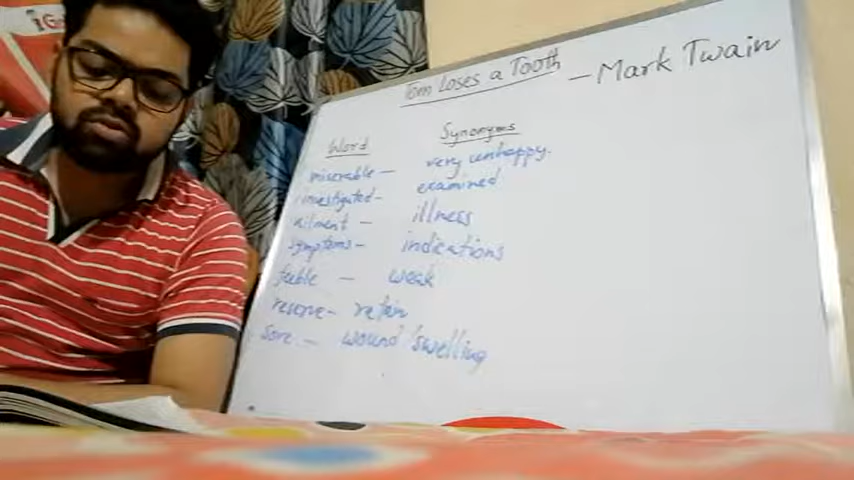 Tom Loses a Tooth - Mark Twain
Word Synonyms
miserable - very unhappy.
investigated - examined
ailment - illness
symptoms - indications
feeble - weak
reserve - retain
Sore - wound / swelling